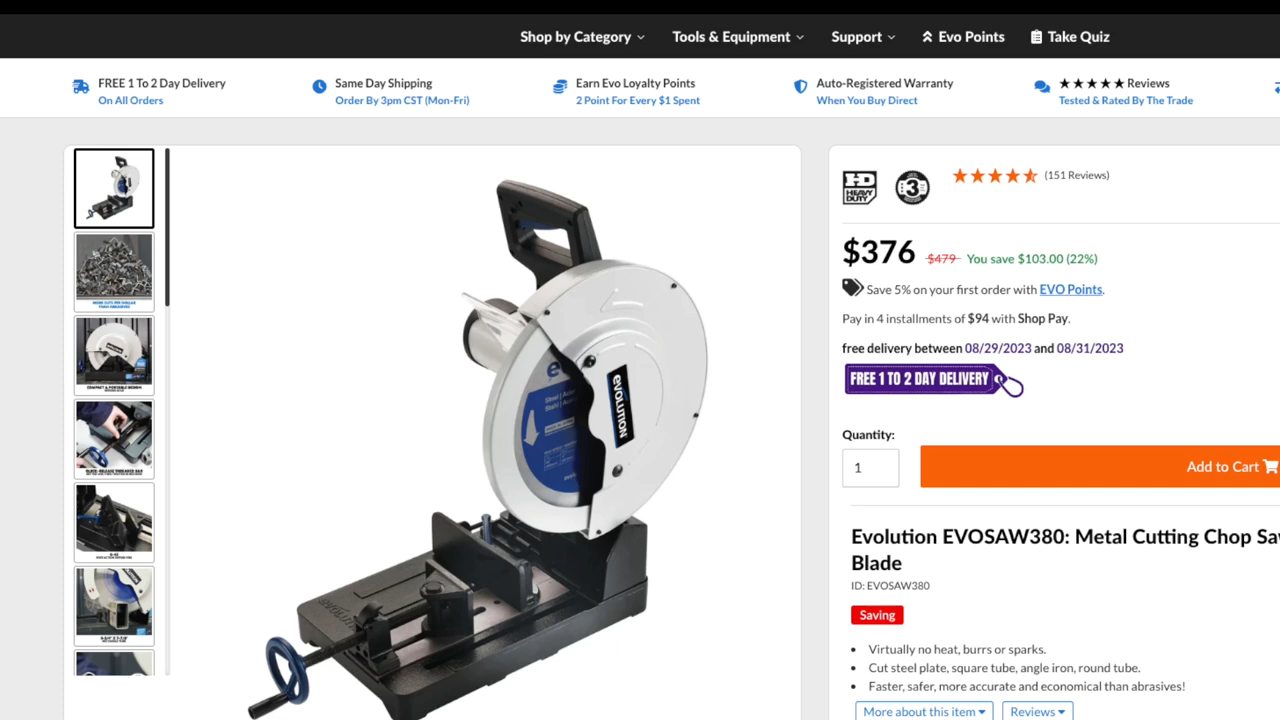 Shop by Category
Tools & Equipment
Support
Evo Points
Take Quiz
FREE 1 To 2 Day Delivery
On All Orders
Same Day Shipping
Order By 3pm CST (Mon-Fri)
Earn Evo Loyalty Points
2 Point For Every $1 Spent
Auto-Registered Warranty
When You Buy Direct
★★★★★ Reviews
Tested & Rated By The Trade
HD
HEAVY
DUTY
3
(151 Reviews)
$376 $479 You save $103.00 (22%)
Save 5% on your first order with EVO Points.
Pay in 4 installments of $94 with Shop Pay.
free delivery between 08/29/2023 and 08/31/2023
FREE 1 TO 2 DAY DELIVERY
Quantity:
1
Add to Cart
Evolution EVOSAW380: Metal Cutting Chop Sa
Blade
ID: EVOSAW380
Saving
Virtually no heat, burrs or sparks.
Cut steel plate, square tube, angle iron, round tube.
Faster, safer, more accurate and economical than abrasives!
More about this item
Reviews
EVOLUTION
EVOLUTION